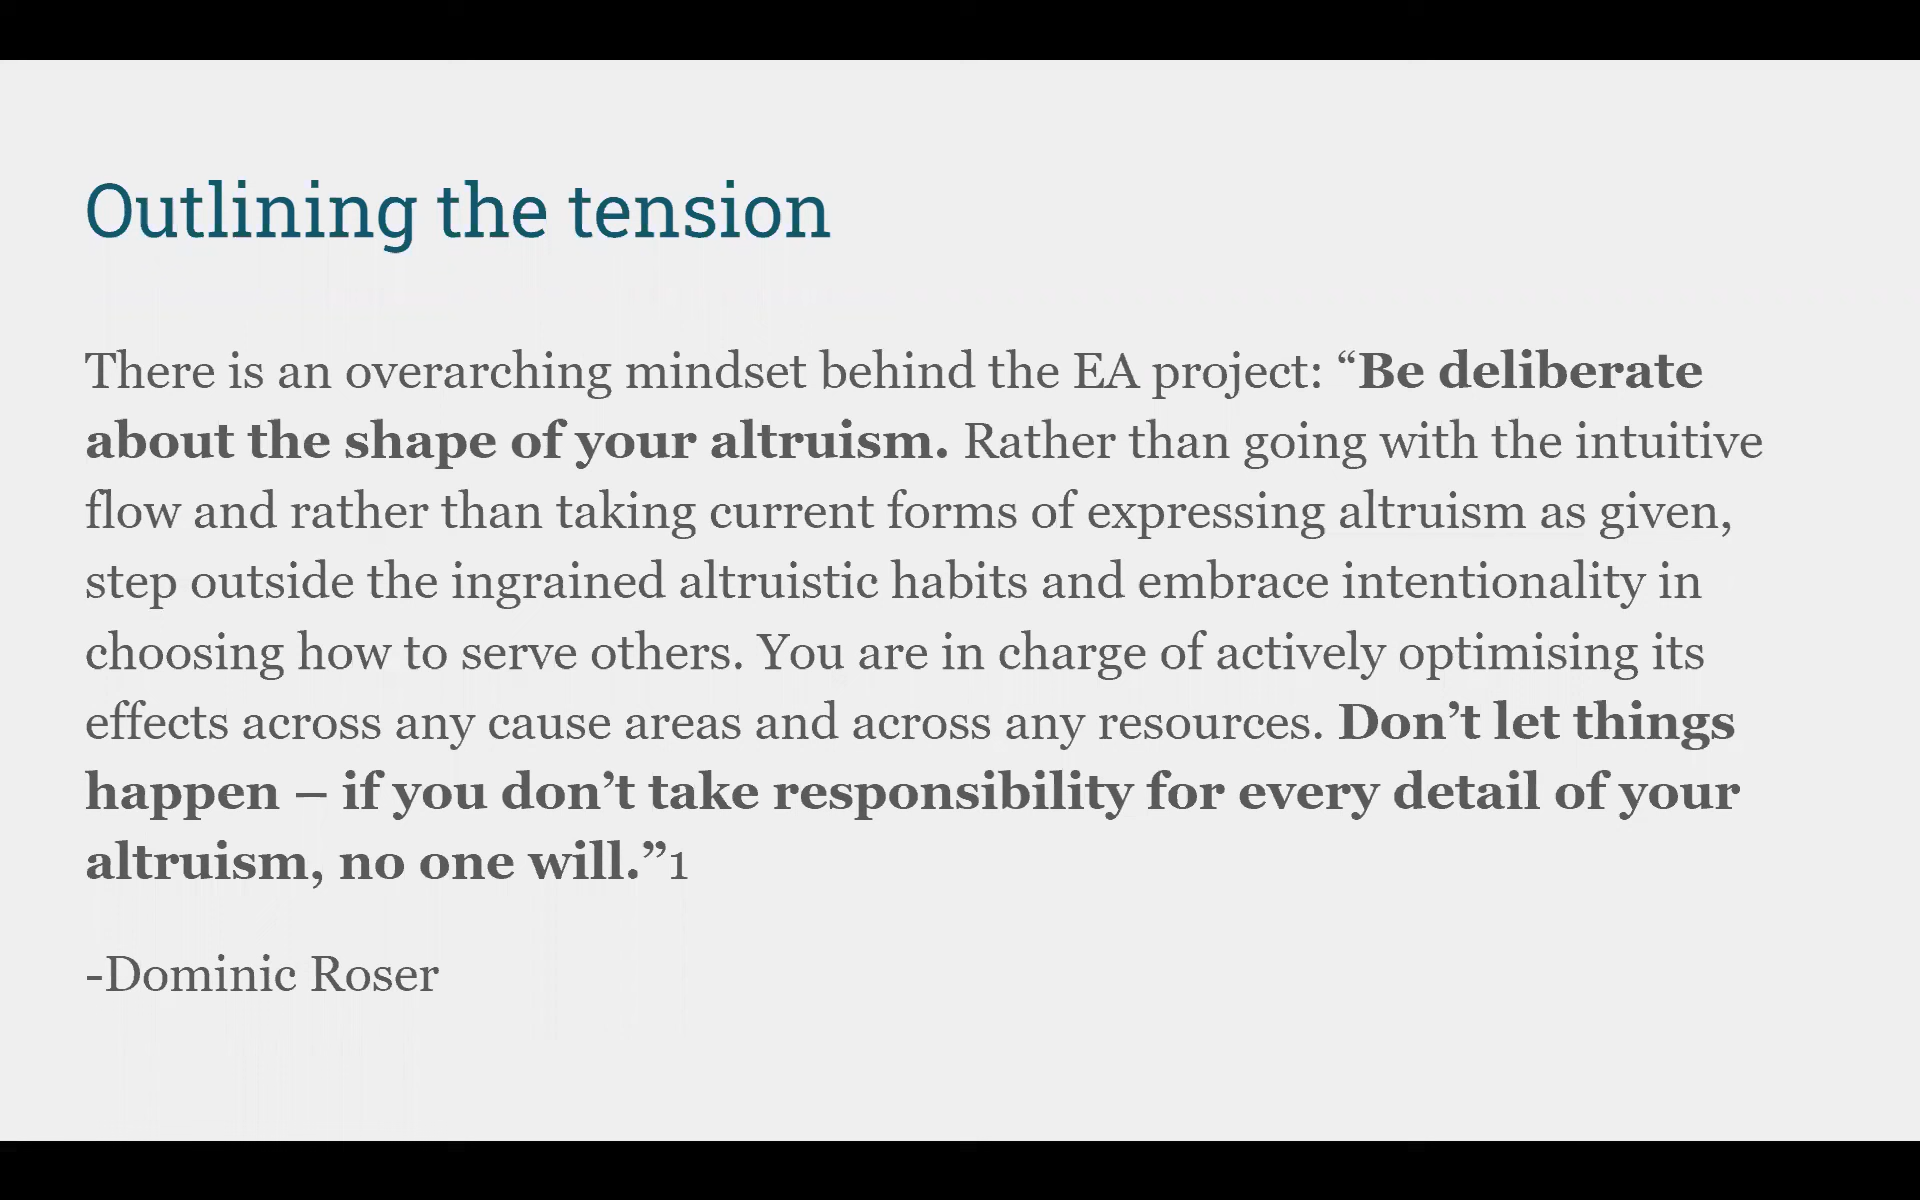 Outlining the tension
There is an overarching mindset behind the EA project: “Be deliberate
about the shape of your altruism. Rather than going with the intuitive
flow and rather than taking current forms of expressing altruism as given,
step outside the ingrained altruistic habits and embrace intentionality in
choosing how to serve others. You are in charge of actively optimising its
effects across any cause areas and across any resources. Don’t let things
happen – if you don’t take responsibility for every detail of your
altruism, no one will.”1
-Dominic Roser